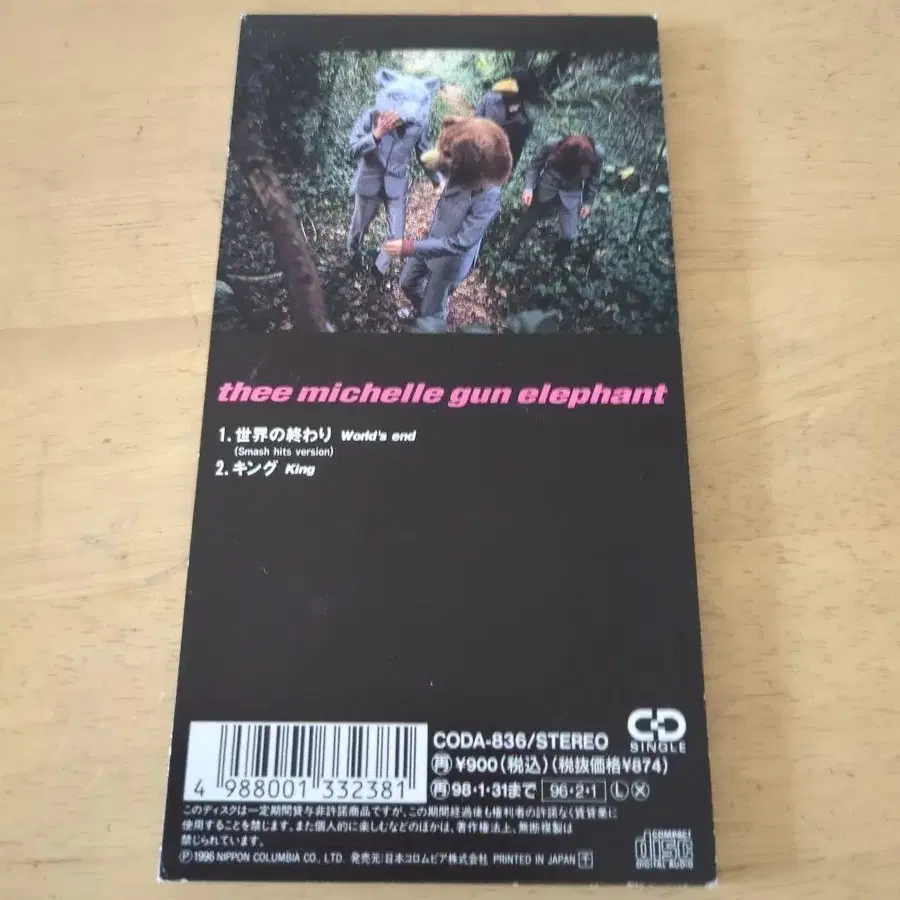 thee michelle gun elephant
1. 世界の終わり World's end
(Smash hits version)
2. キング King
CODA-836/STEREO
CD SINGLE
再 ¥900(税込)(税抜価格¥874)
再 98・1・31まで 96・2・1 L X
4 988001 332381
このディスクは一定期間貸与非許諾商品ですが、この期間経過後も権利者の許諾なく賃貸業に
使用することを禁じます。また個人的に楽しむなどのほかは、著作権法上、無断複製は
禁じられています。
Ⓟ1996 NIPPON COLUMBIA CO., LTD. 発売元:日本コロムビア株式会社 PRINTED IN JAPAN
COMPACT
disc
DIGITAL AUDIO